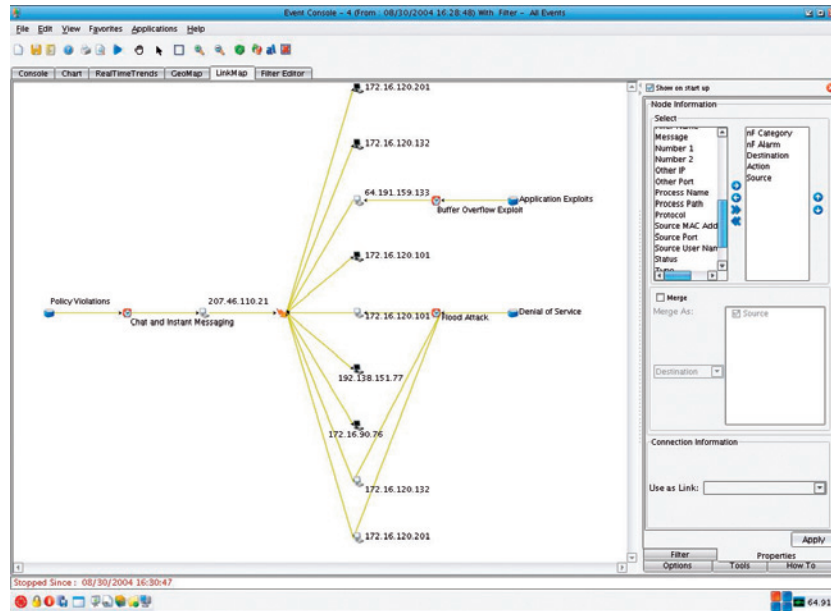 Event Console - 4 (From : 08/30/2004 16:28:48) With Filter - All Events
File Edit View Favorites Applications Help
Console Chart RealTimeTrends GeoMap LinkMap Filter Editor
172.16.120.201
172.16.120.132
64.191.159.133
Buffer Overflow Exploit
Application Exploits
172.16.120.101
Policy Violations
Chat and Instant Messaging
207.46.110.21
172.16.120.101
Flood Attack
Denial of Service
192.138.151.77
172.16.90.76
172.16.120.132
172.16.120.201
Show on start up
Node Information
Select
Message
Number 1
Number 2
Other IP
Other Port
Process Name
Process Path
Protocol
Source MAC Add
Source Port
Source User Nan
Status
nF Category
nF Alarm
Destination
Action
Source
Merge
Merge As:
Source
Destination
Connection Information
Use as Link:
Apply
Filter Properties
Options Tools How To
Stopped Since : 08/30/2004 16:30:47
64.91